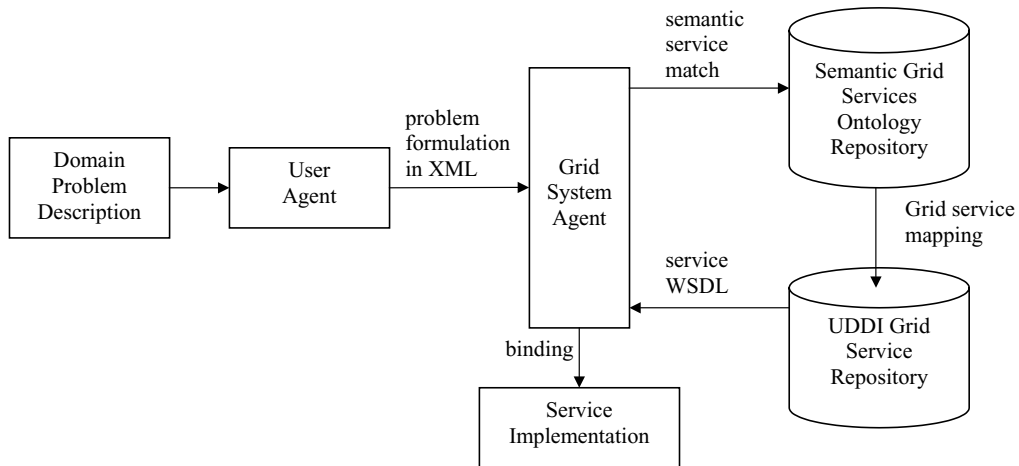 Domain
Problem
Description
User
Agent
problem
formulation
in XML
Grid
System
Agent
semantic
service
match
Semantic Grid
Services
Ontology
Repository
Grid service
mapping
service
WSDL
UDDI Grid
Service
Repository
binding
Service
Implementation